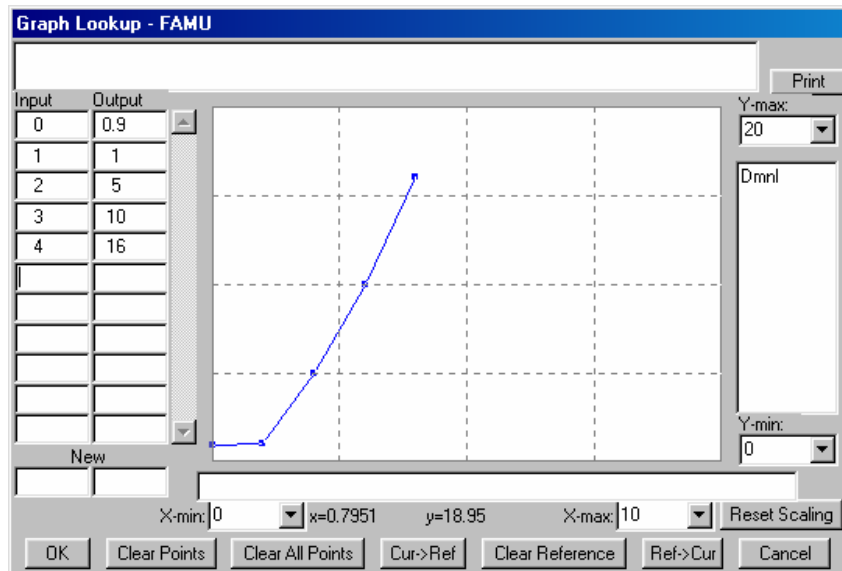 Graph Lookup - FAMU
Print
Input Output
0 0.9
1 1
2 5
3 10
4 16
New
Y-max:
20
Dmnl
Y-min:
0
X-min: 0 x=0.7951 y=18.95 X-max: 10 Reset Scaling
OK Clear Points Clear All Points Cur->Ref Clear Reference Ref->Cur Cancel